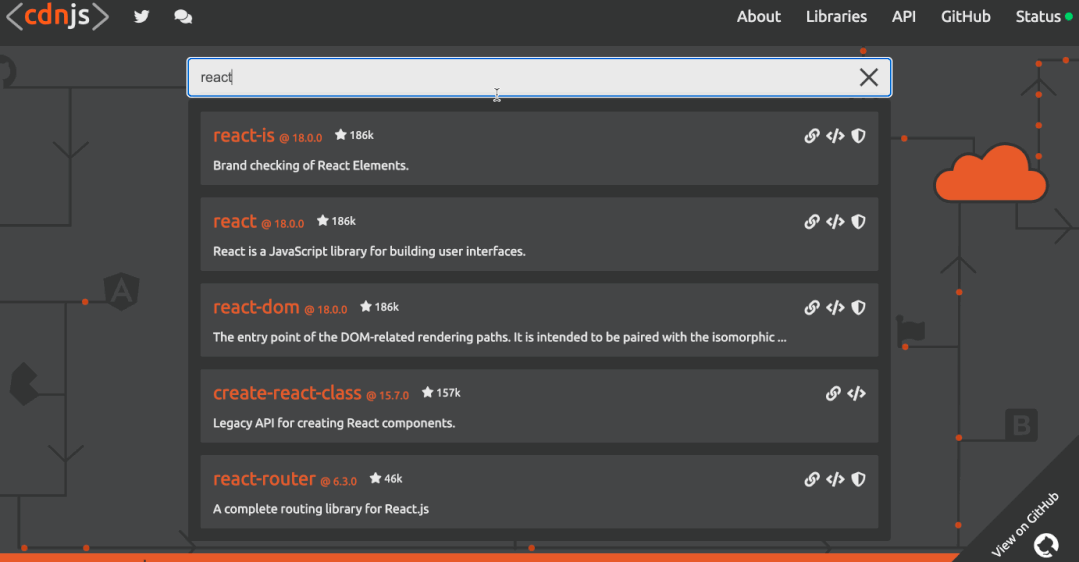 <cdnjs>
About Libraries API GitHub Status
react
react-is @ 18.0.0 186k
Brand checking of React Elements.
react @ 18.0.0 186k
React is a JavaScript library for building user interfaces.
react-dom @ 18.0.0 186k
The entry point of the DOM-related rendering paths. It is intended to be paired with the isomorphic ...
create-react-class @ 15.7.0 157k
Legacy API for creating React components.
react-router @ 6.3.0 46k
A complete routing library for React.js
A
B
View on GitHub